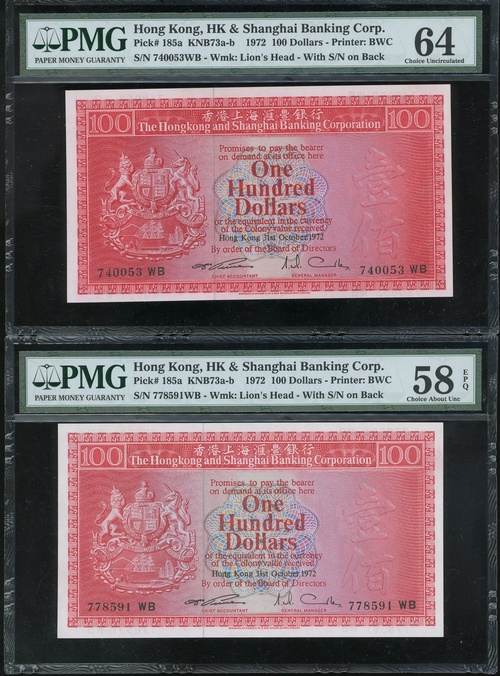 PMG
PAPER MONEY GUARANTY
Hong Kong, HK & Shanghai Banking Corp.
Pick# 185a KNB73a-b 1972 100 Dollars - Printer: BWC
S/N 740053WB - Wmk: Lion's Head - With S/N on Back
64
Choice Uncirculated
香港上海滙豐銀行
100 The Hongkong and Shanghai Banking Corporation 100
Promises to pay the bearer
on demand at its office here
One
Hundred
Dollars
or the equivalent in the currency
of the Colony value received
Hong Kong 31st October 1972
By order of the Board of Directors
壹佰
740053 WB
CHIEF ACCOUNTANT
GENERAL MANAGER
740053 WB
PMG
PAPER MONEY GUARANTY
Hong Kong, HK & Shanghai Banking Corp.
Pick# 185a KNB73a-b 1972 100 Dollars - Printer: BWC
S/N 778591WB - Wmk: Lion's Head - With S/N on Back
58 EPQ
Choice About Unc
香港上海滙豐銀行
100 The Hongkong and Shanghai Banking Corporation 100
Promises to pay the bearer
on demand at its office here
One
Hundred
Dollars
or the equivalent in the currency
of the Colony value received
Hong Kong 31st October 1972
By order of the Board of Directors
壹佰
778591 WB
CHIEF ACCOUNTANT
GENERAL MANAGER
778591 WB